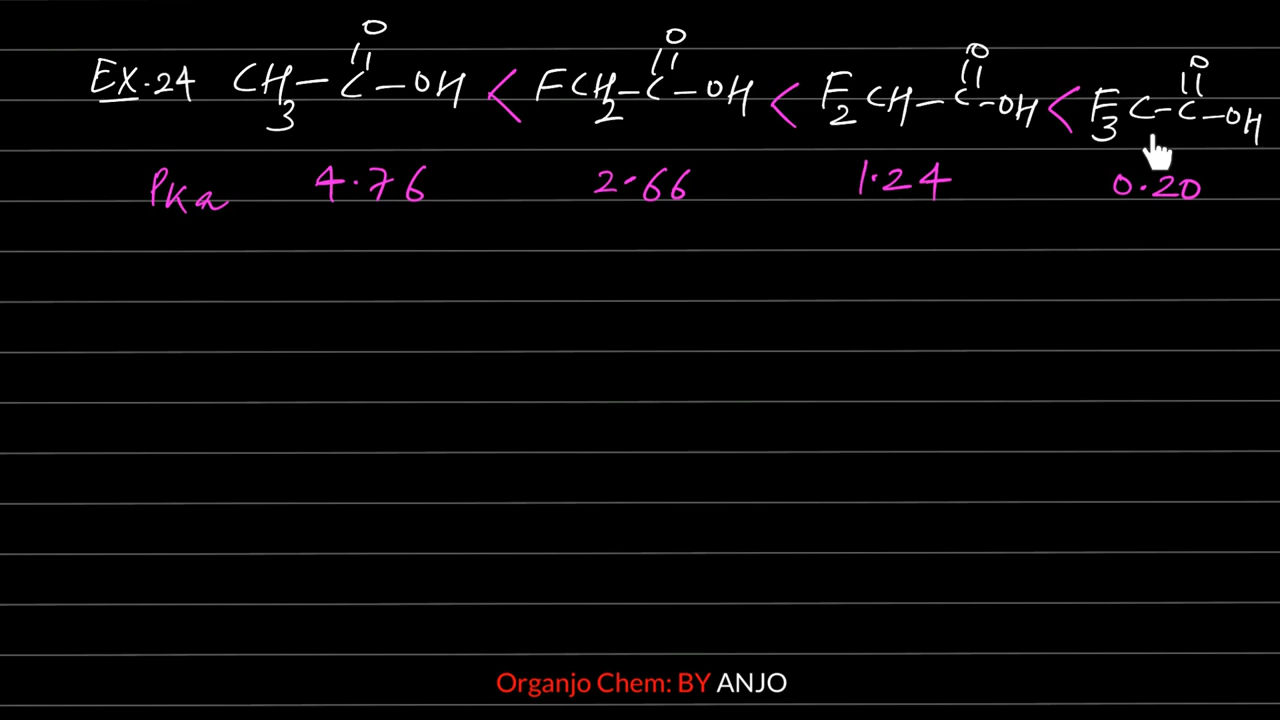 EX.24 CH3-C(=O)-OH < FCH2-C(=O)-OH < F2CH-C(=O)-OH < F3C-C(=O)-OH
PKa 4.76 2.66 1.24 0.20
Organjo Chem: BY ANJO